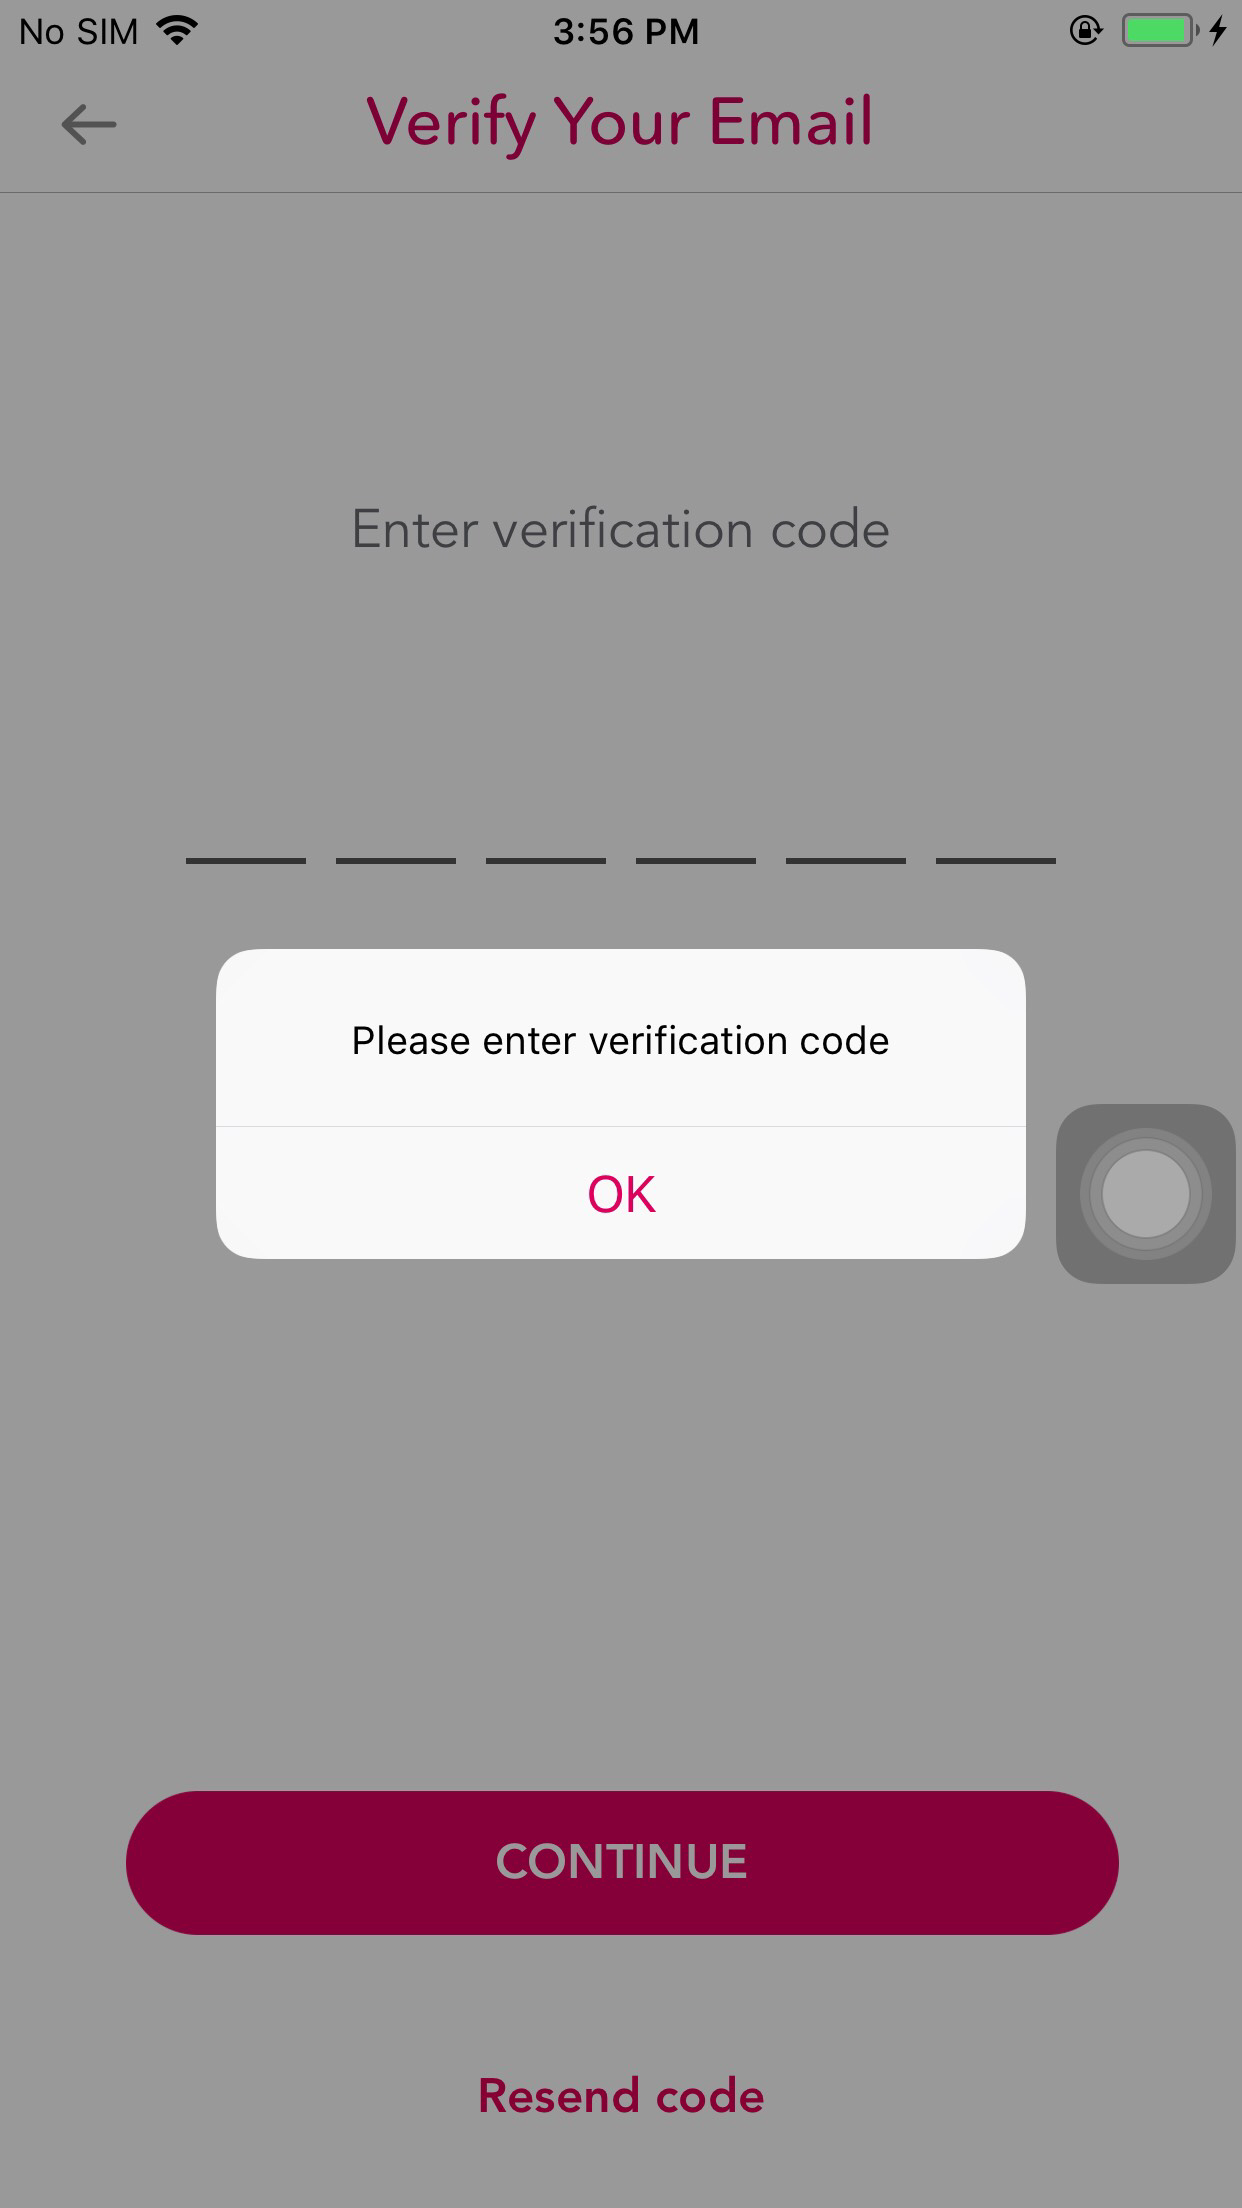 No SIM 3:56 PM
Verify Your Email
Enter verification code
Please enter verification code
OK
CONTINUE
Resend code